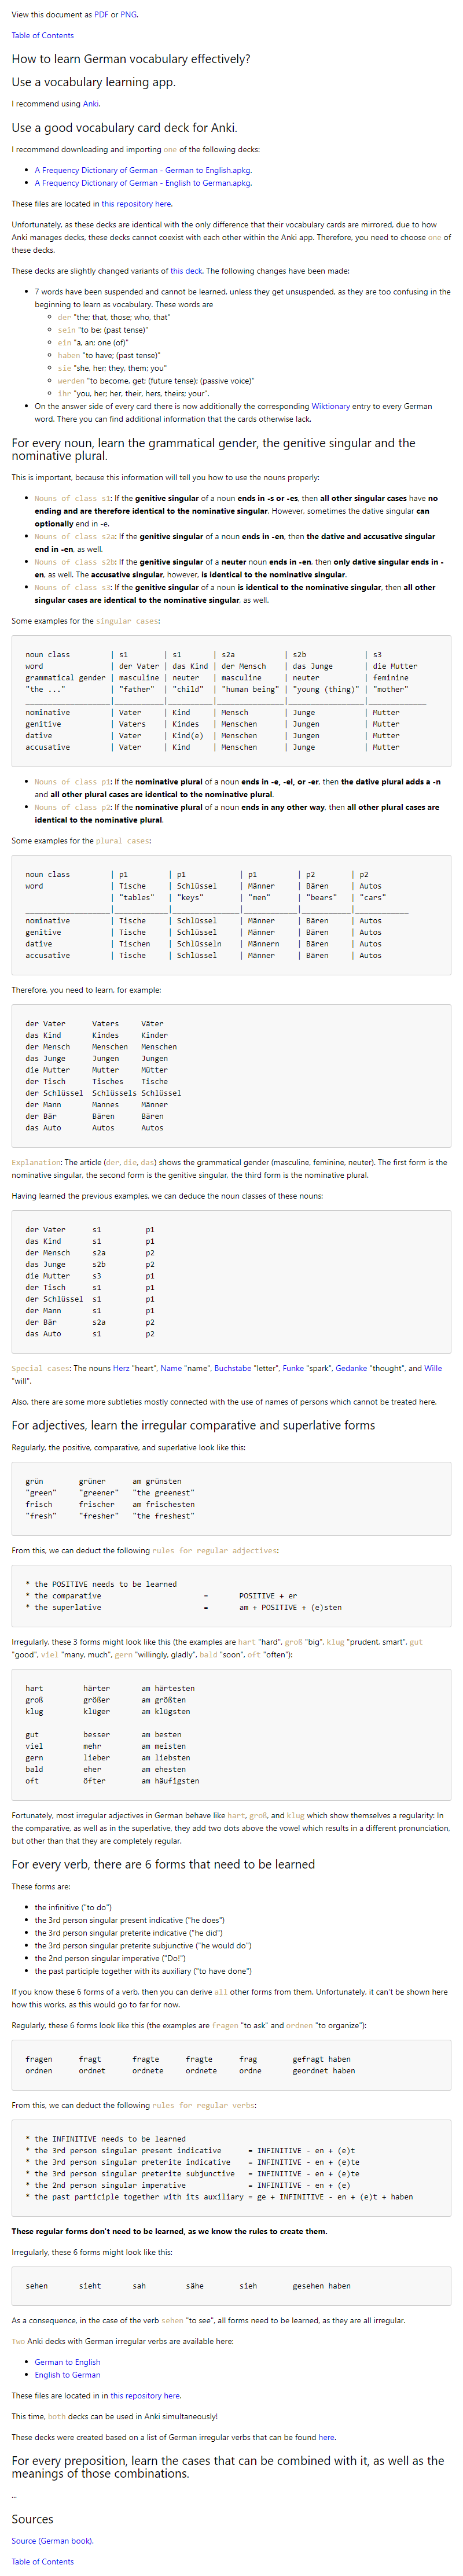 View this document as PDF or PNG.
Table of Contents
How to learn German vocabulary effectively?
Use a vocabulary learning app.
I recommend using Anki.
Use a good vocabulary card deck for Anki.
I recommend downloading and importing one of the following decks:
• A Frequency Dictionary of German - German to English.apkg.
• A Frequency Dictionary of German - English to German.apkg.
These files are located in this repository here.
Unfortunately, as these decks are identical with the only difference that their vocabulary cards are mirrored, due to how
Anki manages decks, these decks cannot coexist with each other within the Anki app. Therefore, you need to choose one of
these decks.
These decks are slightly changed variants of this deck. The following changes have been made:
• 7 words have been suspended and cannot be learned, unless they get unsuspended, as they are too confusing in the
beginning to learn as vocabulary. These words are
○ der "the; that, those; who, that"
○ sein "to be; (past tense)"
○ ein "a, an; one (of)"
○ haben "to have; (past tense)"
○ sie "she, her; they, them; you"
○ werden "to become, get; (future tense); (passive voice)"
○ ihr "you, her; her, their, hers, theirs; your".
• On the answer side of every card there is now additionally the corresponding Wiktionary entry to every German
word. There you can find additional information that the cards otherwise lack.
For every noun, learn the grammatical gender, the genitive singular and the
nominative plural.
This is important, because this information will tell you how to use the nouns properly:
• Nouns of class s1: If the genitive singular of a noun ends in -s or -es, then all other singular cases have no
ending and are therefore identical to the nominative singular. However, sometimes the dative singular can
optionally end in -e.
• Nouns of class s2a: If the genitive singular of a noun ends in -en, then the dative and accusative singular
end in -en, as well.
• Nouns of class s2b: If the genitive singular of a neuter noun ends in -en, then only dative singular ends in -
en, as well. The accusative singular, however, is identical to the nominative singular.
• Nouns of class s3: If the genitive singular of a noun is identical to the nominative singular, then all other
singular cases are identical to the nominative singular, as well.
Some examples for the singular cases:
noun class | s1 | s1 | s2a | s2b | s3
word | der Vater | das Kind | der Mensch | das Junge | die Mutter
grammatical gender | masculine | neuter | masculine | neuter | feminine
"the ..." | "father" | "child" | "human being" | "young (thing)" | "mother"
nominative | Vater | Kind | Mensch | Junge | Mutter
genitive | Vaters | Kindes | Menschen | Jungen | Mutter
dative | Vater | Kind(e) | Menschen | Jungen | Mutter
accusative | Vater | Kind | Menschen | Junge | Mutter
• Nouns of class p1: If the nominative plural of a noun ends in -e, -el, or -er, then the dative plural adds a -n
and all other plural cases are identical to the nominative plural.
• Nouns of class p2: If the nominative plural of a noun ends in any other way, then all other plural cases are
identical to the nominative plural.
Some examples for the plural cases:
noun class | p1 | p1 | p1 | p2 | p2
word | Tische | Schlüssel | Männer | Bären | Autos
| "tables" | "keys" | "men" | "bears" | "cars"
nominative | Tische | Schlüssel | Männer | Bären | Autos
genitive | Tische | Schlüssel | Männer | Bären | Autos
dative | Tischen | Schlüsseln | Männern | Bären | Autos
accusative | Tische | Schlüssel | Männer | Bären | Autos
Therefore, you need to learn, for example:
der Vater Vaters Väter
das Kind Kindes Kinder
der Mensch Menschen Menschen
das Junge Jungen Jungen
die Mutter Mutter Mütter
der Tisch Tisches Tische
der Schlüssel Schlüssels Schlüssel
der Mann Mannes Männer
der Bär Bären Bären
das Auto Autos Autos
Explanation: The article (der, die, das) shows the grammatical gender (masculine, feminine, neuter). The first form is the
nominative singular, the second form is the genitive singular, the third form is the nominative plural.
Having learned the previous examples, we can deduce the noun classes of these nouns:
der Vater s1 p1
das Kind s1 p1
der Mensch s2a p2
das Junge s2b p2
die Mutter s3 p1
der Tisch s1 p1
der Schlüssel s1 p1
der Mann s1 p1
der Bär s2a p2
das Auto s1 p2
Special cases: The nouns Herz "heart", Name "name", Buchstabe "letter", Funke "spark", Gedanke "thought", and Wille
"will".
Also, there are some more subtleties mostly connected with the use of names of persons which cannot be treated here.
For adjectives, learn the irregular comparative and superlative forms
Regularly, the positive, comparative, and superlative look like this:
grün grüner am grünsten
"green" "greener" "the greenest"
frisch frischer am frischesten
"fresh" "fresher" "the freshest"
From this, we can deduct the following rules for regular adjectives:
* the POSITIVE needs to be learned
* the comparative = POSITIVE + er
* the superlative = am + POSITIVE + (e)sten
Irregularly, these 3 forms might look like this (the examples are hart "hard", groß "big", klug "prudent, smart", gut
"good", viel "many, much", gern "willingly, gladly", bald "soon", oft "often"):
hart härter am härtesten
groß größer am größten
klug klüger am klügsten
gut besser am besten
viel mehr am meisten
gern lieber am liebsten
bald eher am ehesten
oft öfter am häufigsten
Fortunately, most irregular adjectives in German behave like hart, groß, and klug which show themselves a regularity: In
the comparative, as well as in the superlative, they add two dots above the vowel which results in a different pronunciation,
but other than that they are completely regular.
For every verb, there are 6 forms that need to be learned
These forms are:
• the infinitive ("to do")
• the 3rd person singular present indicative ("he does")
• the 3rd person singular preterite indicative ("he did")
• the 3rd person singular preterite subjunctive ("he would do")
• the 2nd person singular imperative ("Do!")
• the past participle together with its auxiliary ("to have done")
If you know these 6 forms of a verb, then you can derive all other forms from them. Unfortunately, it can't be shown here
how this works, as this would go to far for now.
Regularly, these 6 forms look like this (the examples are fragen "to ask" and ordnen "to organize"):
fragen fragt fragte fragte frag gefragt haben
ordnen ordnet ordnete ordnete ordne geordnet haben
From this, we can deduct the following rules for regular verbs:
* the INFINITIVE needs to be learned
* the 3rd person singular present indicative = INFINITIVE - en + (e)t
* the 3rd person singular preterite indicative = INFINITIVE - en + (e)te
* the 3rd person singular preterite subjunctive = INFINITIVE - en + (e)te
* the 2nd person singular imperative = INFINITIVE - en + (e)
* the past participle together with its auxiliary = ge + INFINITIVE - en + (e)t + haben
These regular forms don't need to be learned, as we know the rules to create them.
Irregularly, these 6 forms might look like this:
sehen sieht sah sähe sieh gesehen haben
As a consequence, in the case of the verb sehen "to see", all forms need to be learned, as they are all irregular.
Two Anki decks with German irregular verbs are available here:
• German to English
• English to German
These files are located in in this repository here.
This time, both decks can be used in Anki simultaneously!
These decks were created based on a list of German irregular verbs that can be found here.
For every preposition, learn the cases that can be combined with it, as well as the
meanings of those combinations.
...
Sources
Source (German book).
Table of Contents